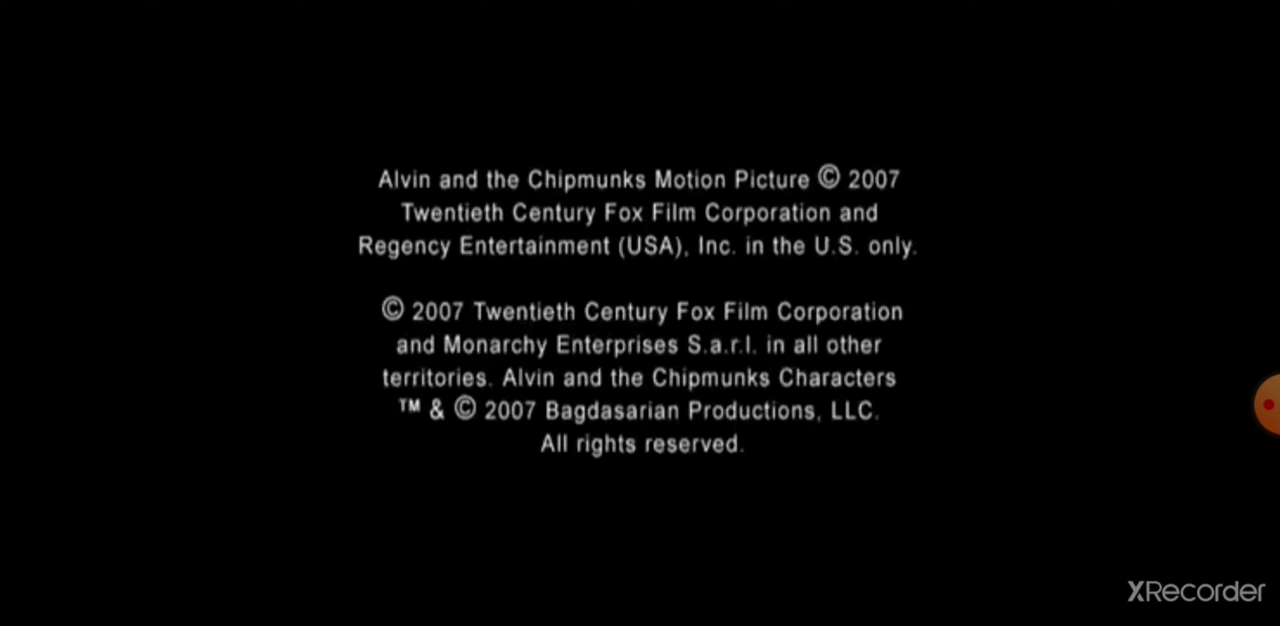 Alvin and the Chipmunks Motion Picture © 2007
Twentieth Century Fox Film Corporation and
Regency Entertainment (USA), Inc. in the U.S. only.
© 2007 Twentieth Century Fox Film Corporation
and Monarchy Enterprises S.a.r.l. in all other
territories. Alvin and the Chipmunks Characters
™ & © 2007 Bagdasarian Productions, LLC.
All rights reserved.
XRecorder